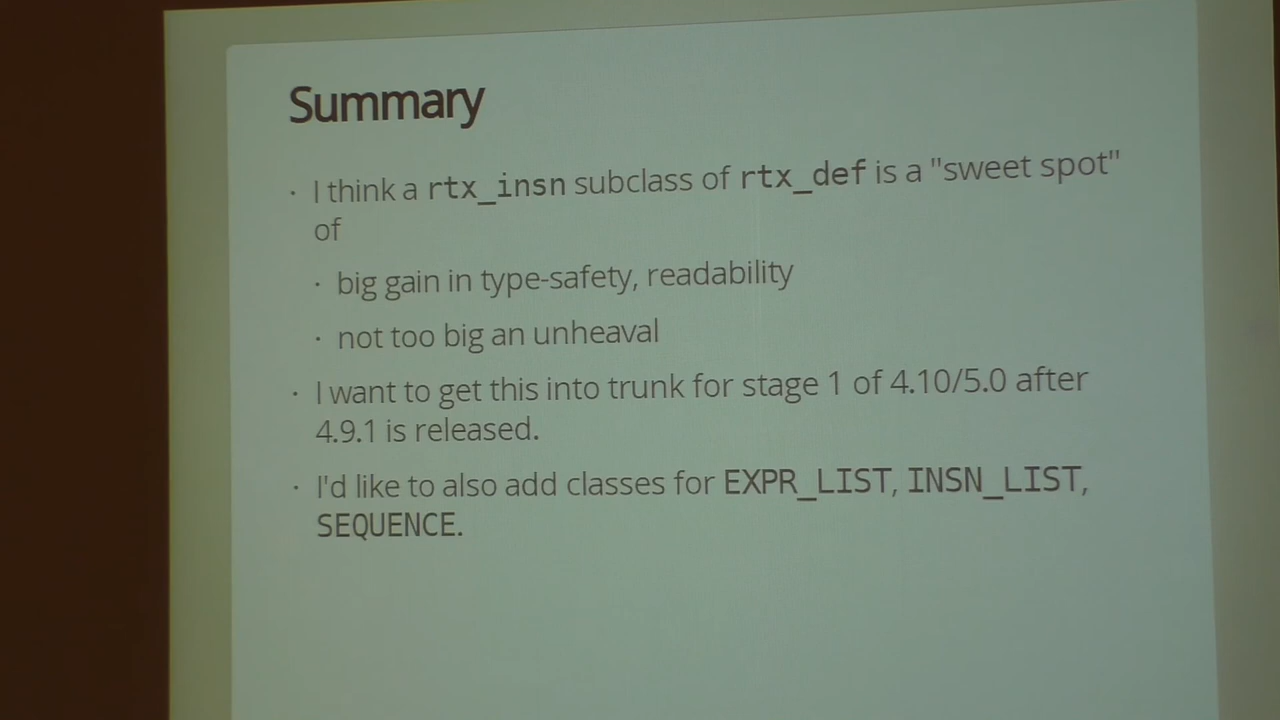 Summary
· I think a rtx_insn subclass of rtx_def is a "sweet spot"
of
· big gain in type-safety, readability
· not too big an unheaval
· I want to get this into trunk for stage 1 of 4.10/5.0 after
4.9.1 is released.
· I'd like to also add classes for EXPR_LIST, INSN_LIST,
SEQUENCE.